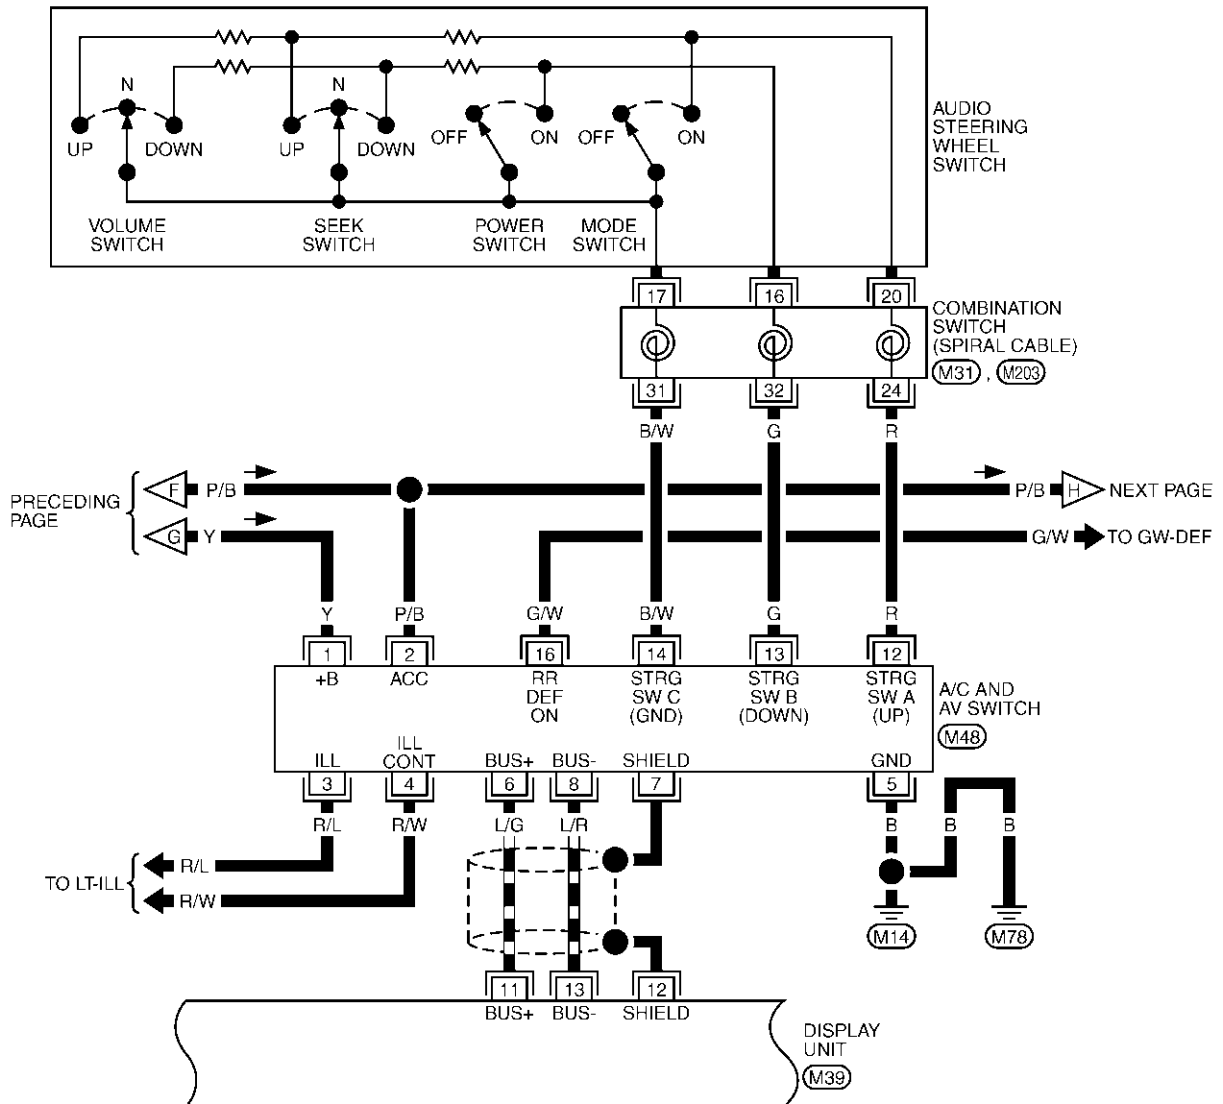 N
N
UP
DOWN
UP
DOWN
OFF
ON
OFF
ON
VOLUME
SWITCH
SEEK
SWITCH
POWER
SWITCH
MODE
SWITCH
AUDIO
STEERING
WHEEL
SWITCH
17
16
20
COMBINATION
SWITCH
(SPIRAL CABLE)
M31 , M203
31
32
24
B/W
G
R
PRECEDING
PAGE
F
P/B
P/B
H
NEXT PAGE
G
Y
G/W
TO GW-DEF
Y
P/B
G/W
B/W
G
R
1
2
16
14
13
12
+B
ACC
RR
DEF
ON
STRG
SW C
(GND)
STRG
SW B
(DOWN)
STRG
SW A
(UP)
A/C AND
AV SWITCH
M48
ILL
ILL
CONT
BUS+
BUS-
SHIELD
GND
3
4
6
8
7
5
R/L
R/W
L/G
L/R
B
B
B
TO LT-ILL
R/L
R/W
M14
M78
11
13
12
BUS+
BUS-
SHIELD
DISPLAY
UNIT
M39